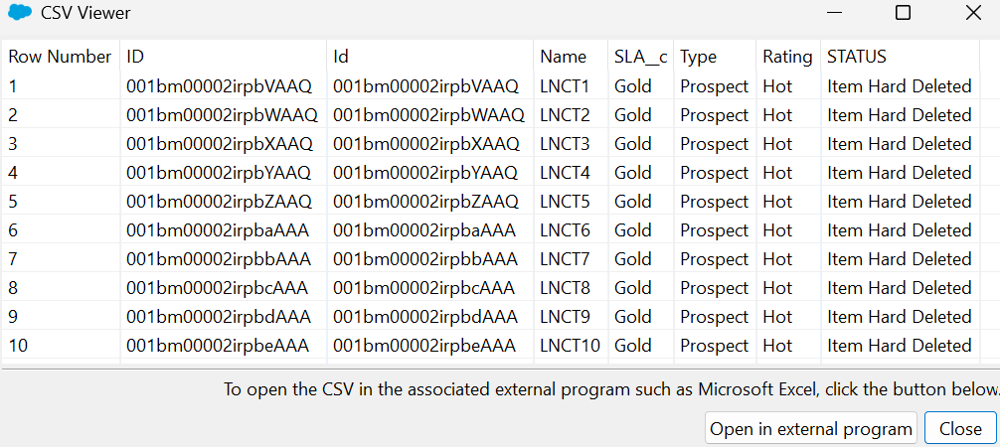 CSV Viewer
Row Number ID Id Name SLA__c Type Rating STATUS
1 001bm00002irpbVAAQ 001bm00002irpbVAAQ LNCT1 Gold Prospect Hot Item Hard Deleted
2 001bm00002irpbWAAQ 001bm00002irpbWAAQ LNCT2 Gold Prospect Hot Item Hard Deleted
3 001bm00002irpbXAAQ 001bm00002irpbXAAQ LNCT3 Gold Prospect Hot Item Hard Deleted
4 001bm00002irpbYAAQ 001bm00002irpbYAAQ LNCT4 Gold Prospect Hot Item Hard Deleted
5 001bm00002irpbZAAQ 001bm00002irpbZAAQ LNCT5 Gold Prospect Hot Item Hard Deleted
6 001bm00002irpbaAAA 001bm00002irpbaAAA LNCT6 Gold Prospect Hot Item Hard Deleted
7 001bm00002irpbbAAA 001bm00002irpbbAAA LNCT7 Gold Prospect Hot Item Hard Deleted
8 001bm00002irpbcAAA 001bm00002irpbcAAA LNCT8 Gold Prospect Hot Item Hard Deleted
9 001bm00002irpbdAAA 001bm00002irpbdAAA LNCT9 Gold Prospect Hot Item Hard Deleted
10 001bm00002irpbeAAA 001bm00002irpbeAAA LNCT10 Gold Prospect Hot Item Hard Deleted
To open the CSV in the associated external program such as Microsoft Excel, click the button below.
Open in external program Close